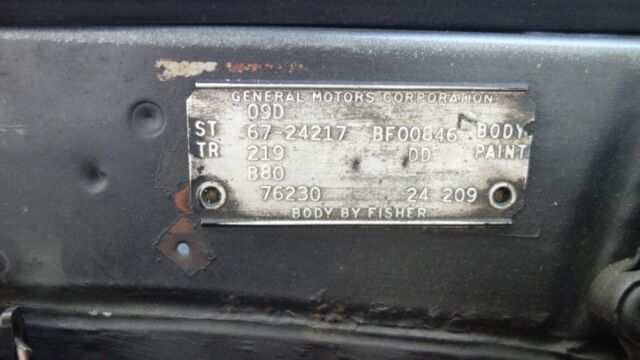 GENERAL MOTORS CORPORATION
09D
ST 67-24217 BF00846 BODY
TR 219 DD PAINT
B80
76230 24 209
BODY BY FISHER